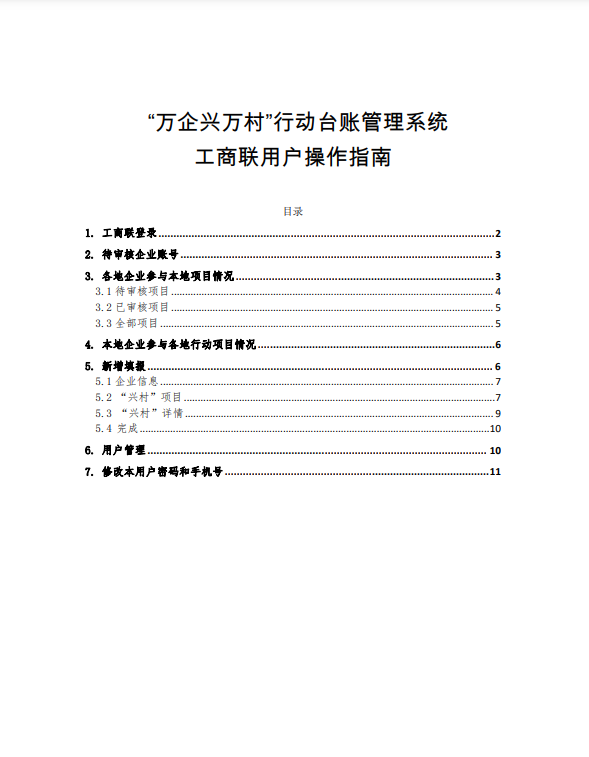 “万企兴万村”行动台账管理系统
工商联用户操作指南
目录
1. 工商联登录........2
2. 待审核企业账号........3
3. 各地企业参与本地项目情况........3
3.1 待审核项目........4
3.2 已审核项目........5
3.3 全部项目........5
4. 本地企业参与各地行动项目情况........6
5. 新增填报........6
5.1 企业信息........7
5.2 “兴村”项目........7
5.3 “兴村”详情........9
5.4 完成........10
6. 用户管理........10
7. 修改本用户密码和手机号........11